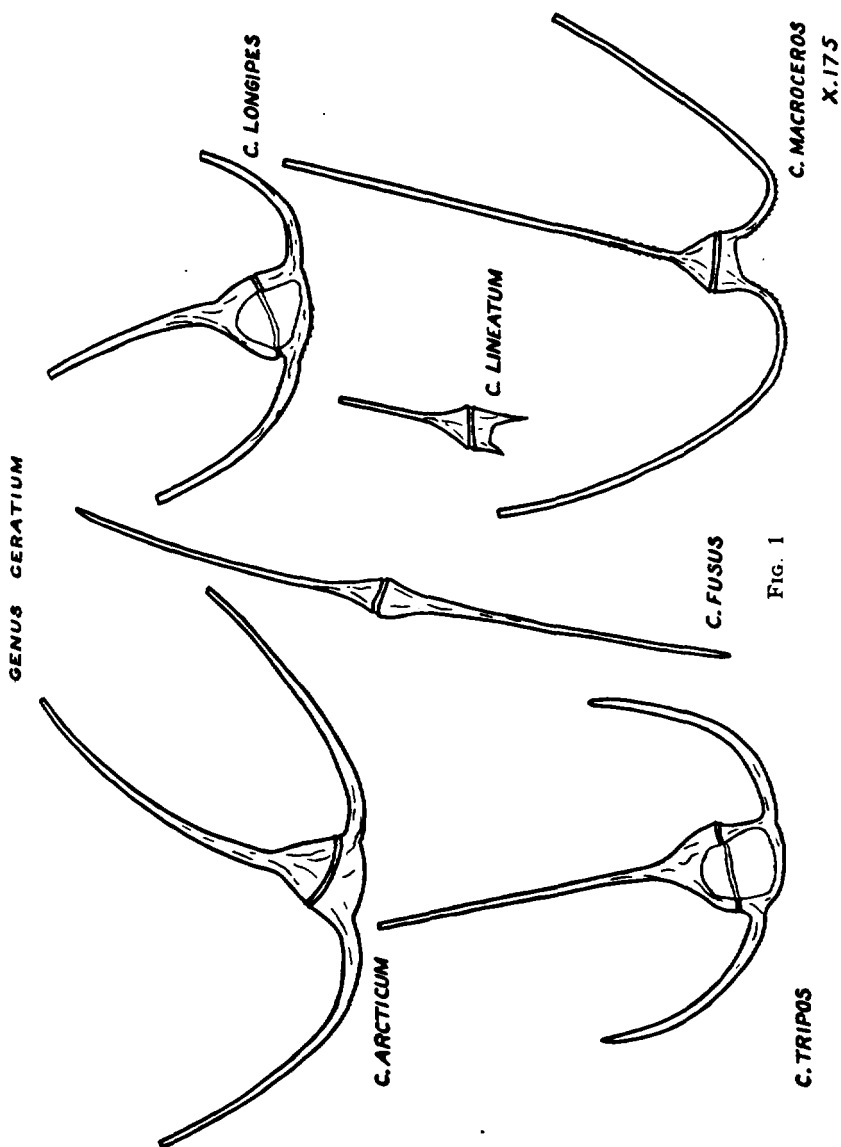 GENUS CERATIUM
C. LONGIPES
C. ARCTICUM
C. LINEATUM
C. FUSUS
C. TRIPOS
C. MACROCEROS
X.175
FIG. 1